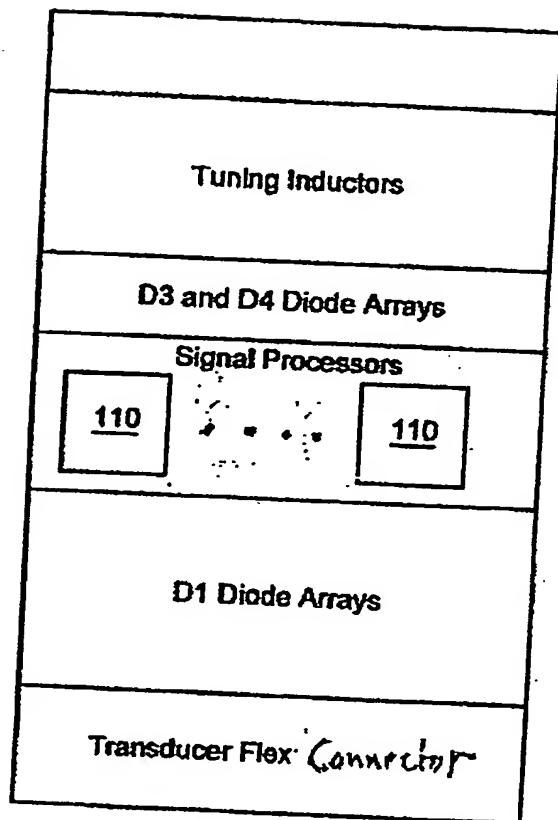 Tuning Inductors
D3 and D4 Diode Arrays
Signal Processors
110 110
D1 Diode Arrays
Transducer Flex Connector